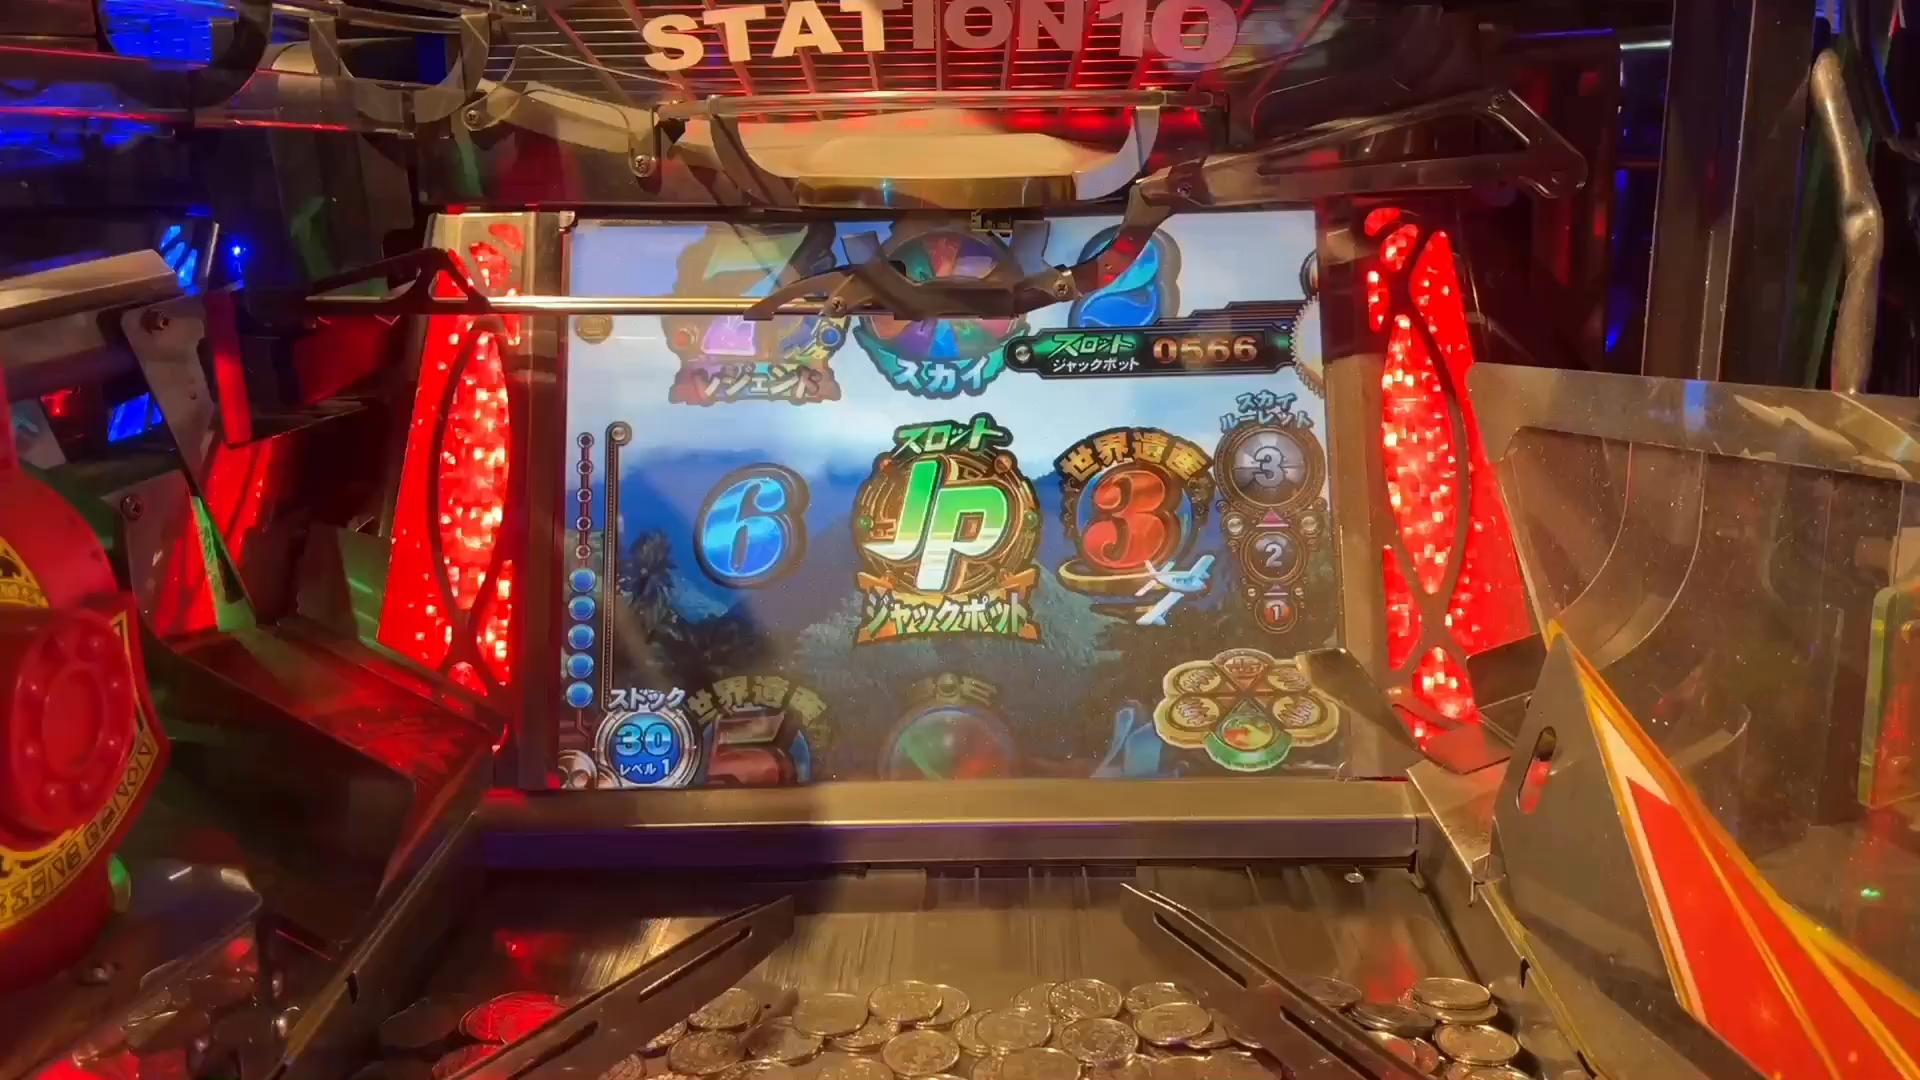 STATION10
7
レジェンド
スカイ
スロット
ジャックポット
0566
6
スロット
JP
ジャックポット
世界遺産
3
スカイ
ルーレット
3
2
1
ストック
30
レベル1
世界遺産
5